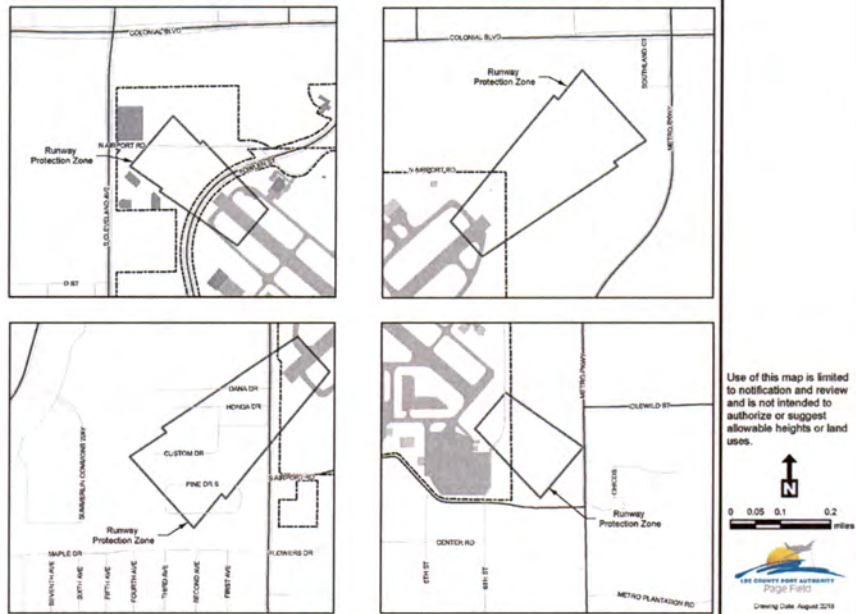 COLONIAL BLVD
Runway
Protection Zone
N AIRPORT RD
FOWLER ST
S CLEVELAND AVE
O ST
COLONIAL BLVD
Runway
Protection Zone
SOUTHLAND CT
METRO PKWY
N AIRPORT RD
DANA DR
HONDA DR
CUSTOM DR
PINE DR S
N AIRPORT RD
SUMMERLIN COMMONS WAY
Runway
Protection Zone
MAPLE DR
FLOWERS DR
SEVENTH AVE
SIXTH AVE
FIFTH AVE
FOURTH AVE
THIRD AVE
SECOND AVE
FIRST AVE
METRO PKWY
IDLEWILD ST
Runway
Protection Zone
CENTER RD
5TH ST
6TH ST
METRO PLANTATION RD
Use of this map is limited
to notification and review
and is not intended to
authorize or suggest
allowable heights or land
uses.
N
0 0.05 0.1 0.2
miles
LEE COUNTY PORT AUTHORITY
Page Field